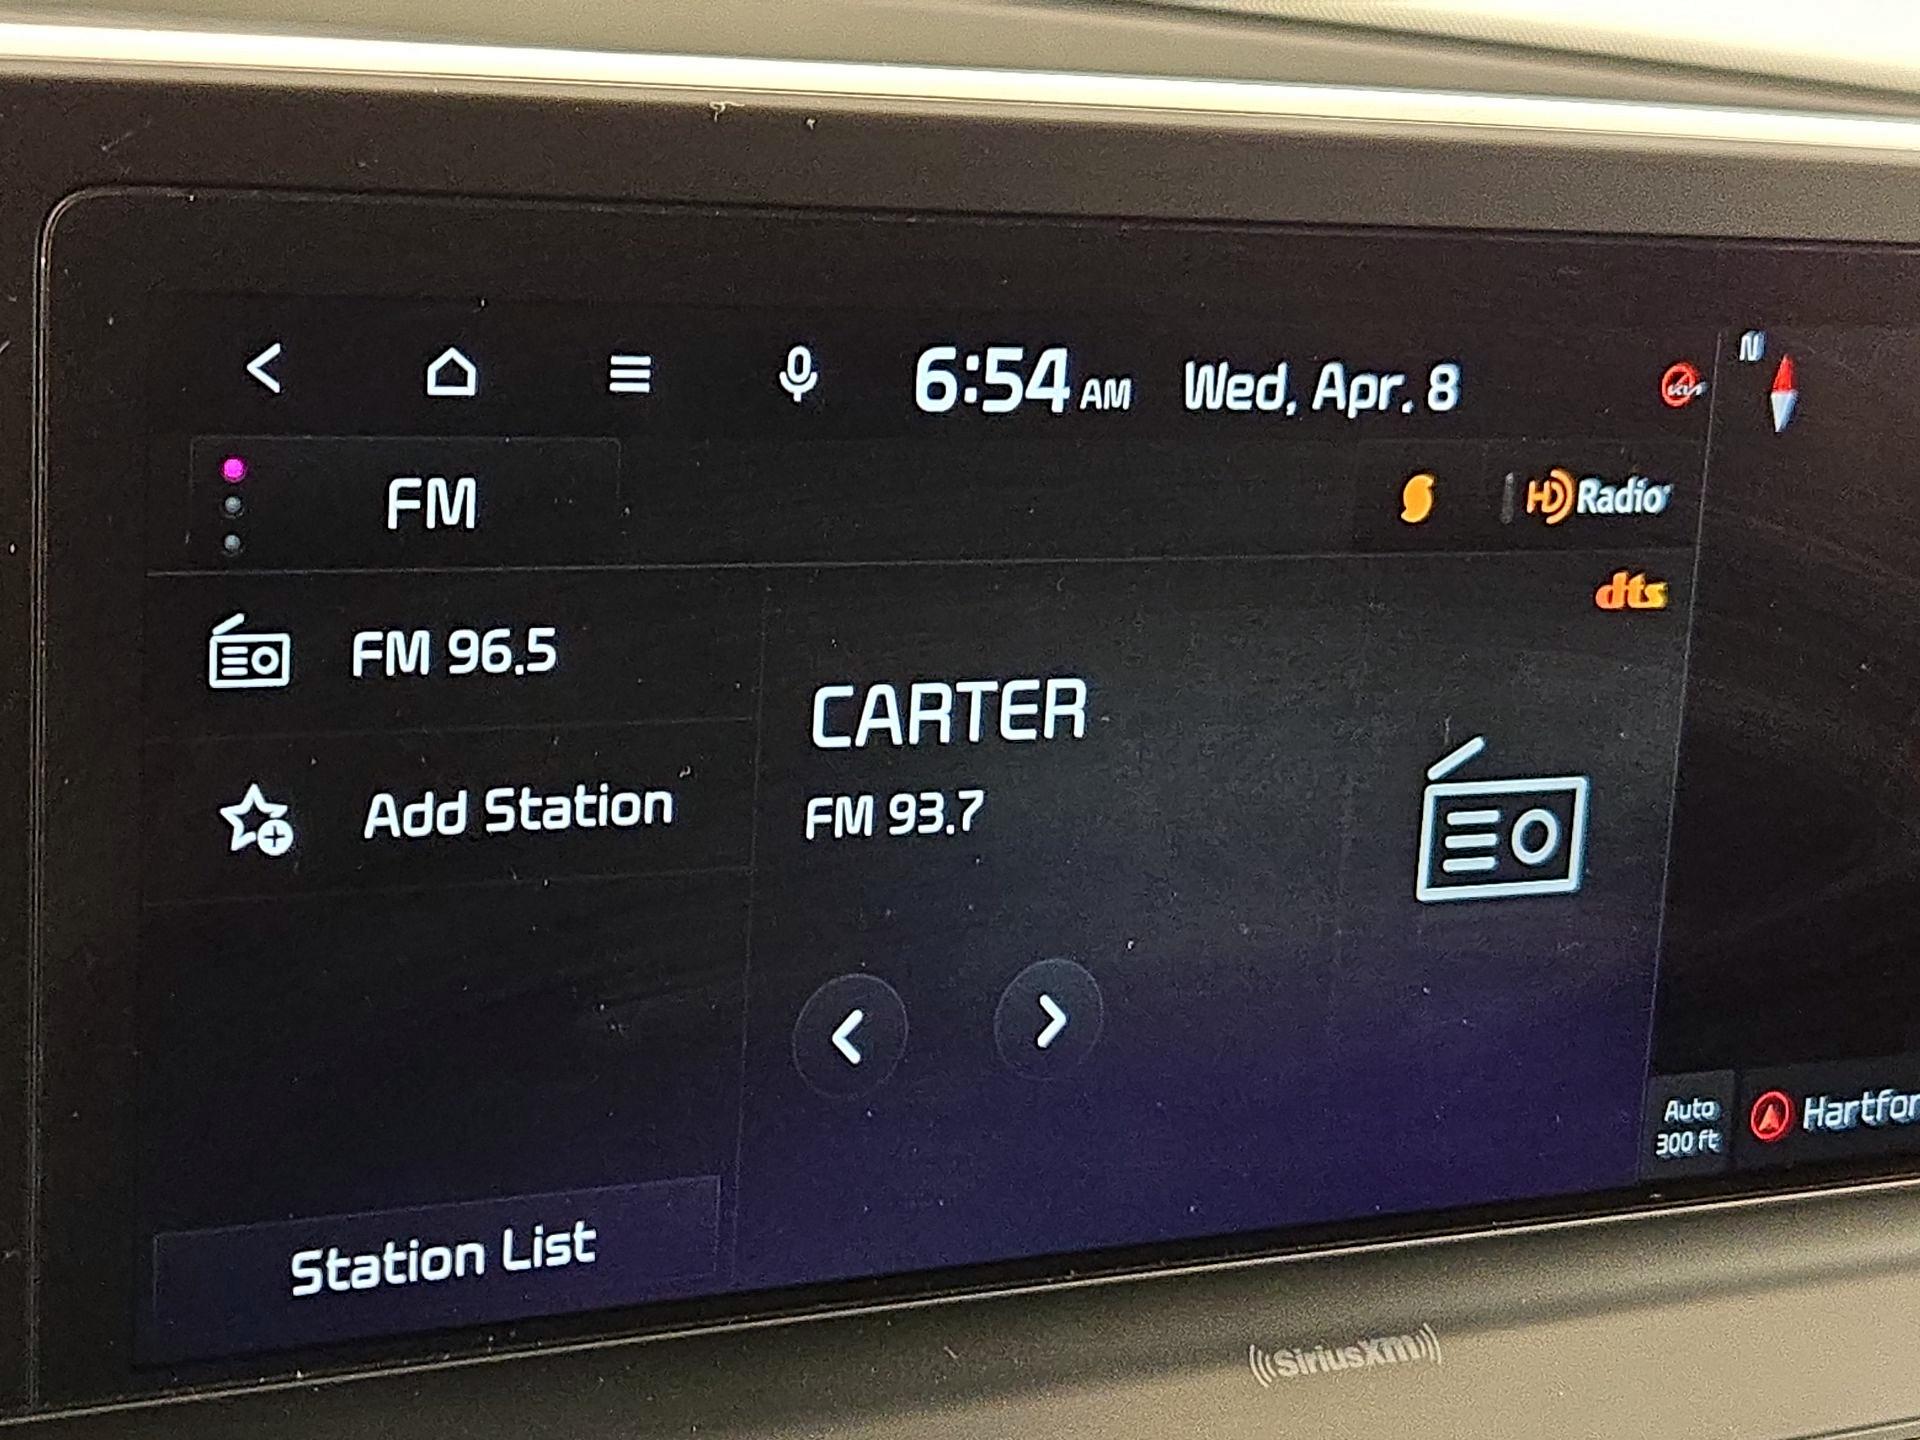 6:54 AM Wed, Apr. 8
N
FM
HD Radio
dts
FM 96.5
CARTER
Add Station
FM 93.7
Auto
300 ft
Hartfor
Station List
SiriusXM